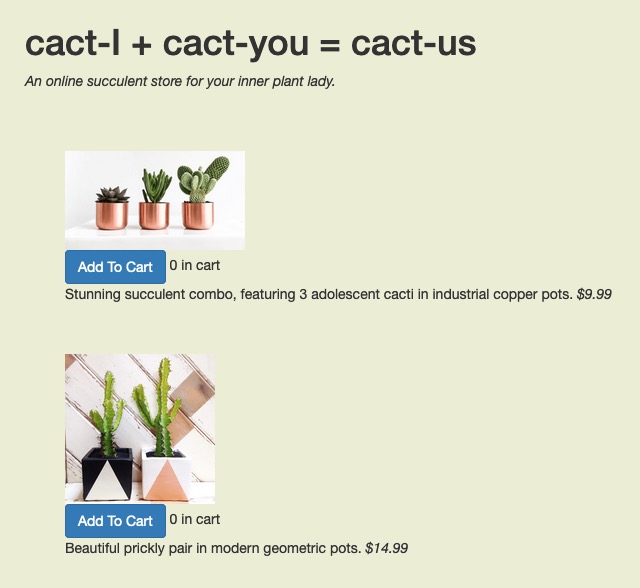 cact-I + cact-you = cact-us
An online succulent store for your inner plant lady.
Add To Cart 0 in cart
Stunning succulent combo, featuring 3 adolescent cacti in industrial copper pots. $9.99
Add To Cart 0 in cart
Beautiful prickly pair in modern geometric pots. $14.99